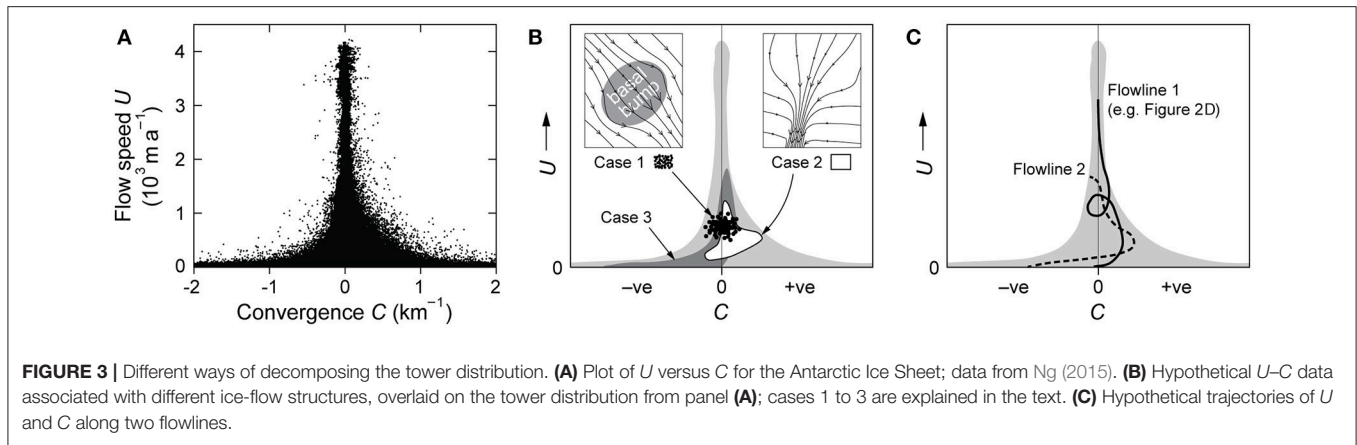 A
Flow speed U
(10³ m a⁻¹)
4
3
2
1
0
-2
-1
0
1
2
Convergence C (km⁻¹)
B
U
basal
bump
Case 1
Case 2
Case 3
0
–ve
0
+ve
C
C
U
Flowline 1
(e.g. Figure 2D)
Flowline 2
0
–ve
0
+ve
C
FIGURE 3 | Different ways of decomposing the tower distribution. (A) Plot of U versus C for the Antarctic Ice Sheet; data from Ng (2015). (B) Hypothetical U–C data
associated with different ice-flow structures, overlaid on the tower distribution from panel (A); cases 1 to 3 are explained in the text. (C) Hypothetical trajectories of U
and C along two flowlines.